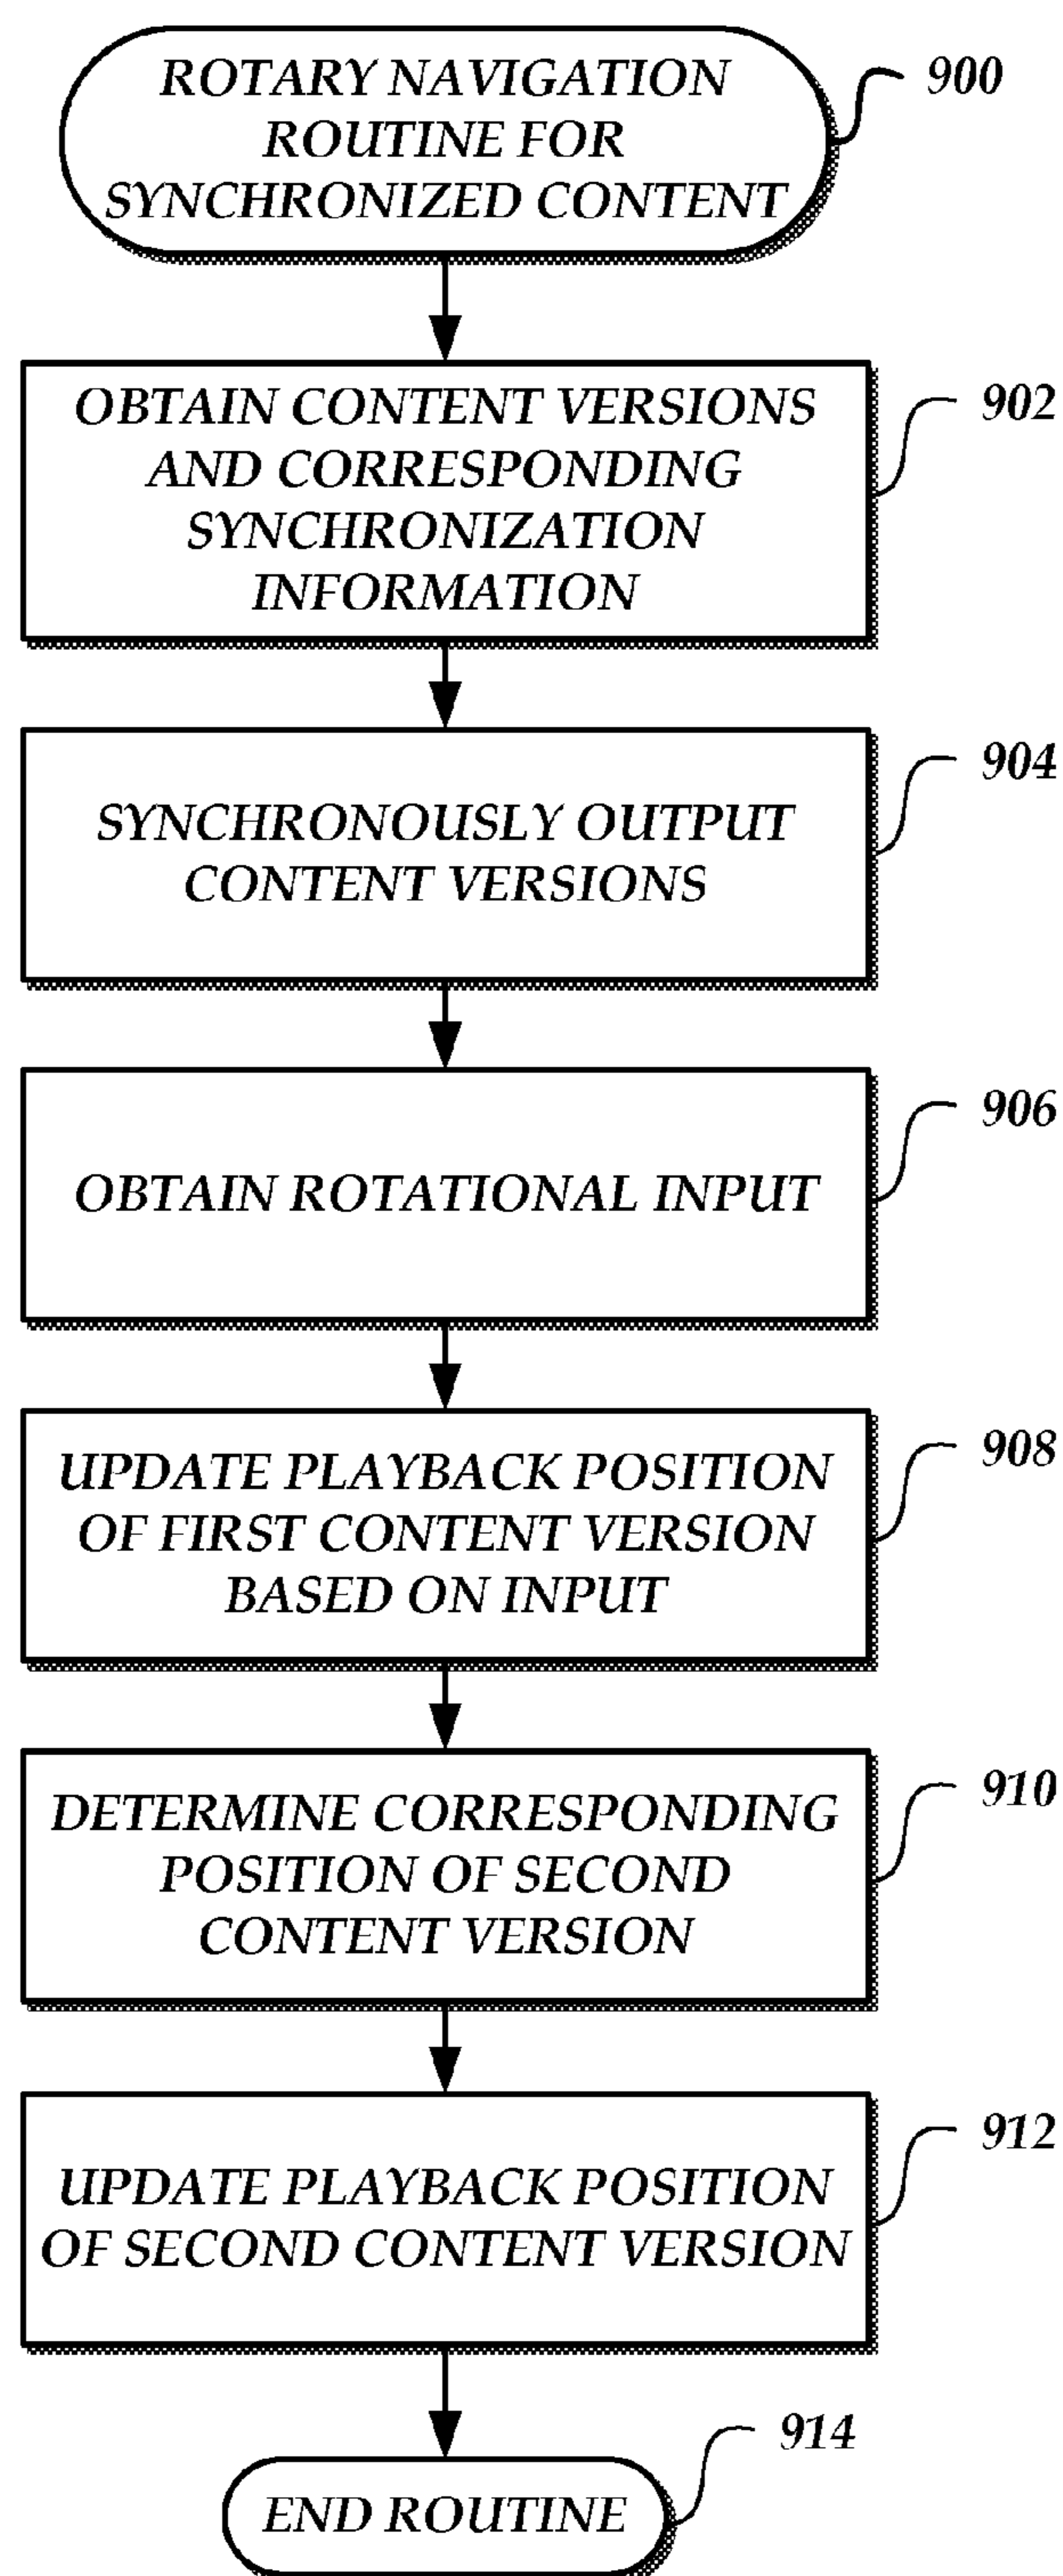 ROTARY NAVIGATION
ROUTINE FOR
SYNCHRONIZED CONTENT
900
OBTAIN CONTENT VERSIONS
AND CORRESPONDING
SYNCHRONIZATION
INFORMATION
902
SYNCHRONOUSLY OUTPUT
CONTENT VERSIONS
904
OBTAIN ROTATIONAL INPUT
906
UPDATE PLAYBACK POSITION
OF FIRST CONTENT VERSION
BASED ON INPUT
908
DETERMINE CORRESPONDING
POSITION OF SECOND
CONTENT VERSION
910
UPDATE PLAYBACK POSITION
OF SECOND CONTENT VERSION
912
END ROUTINE
914